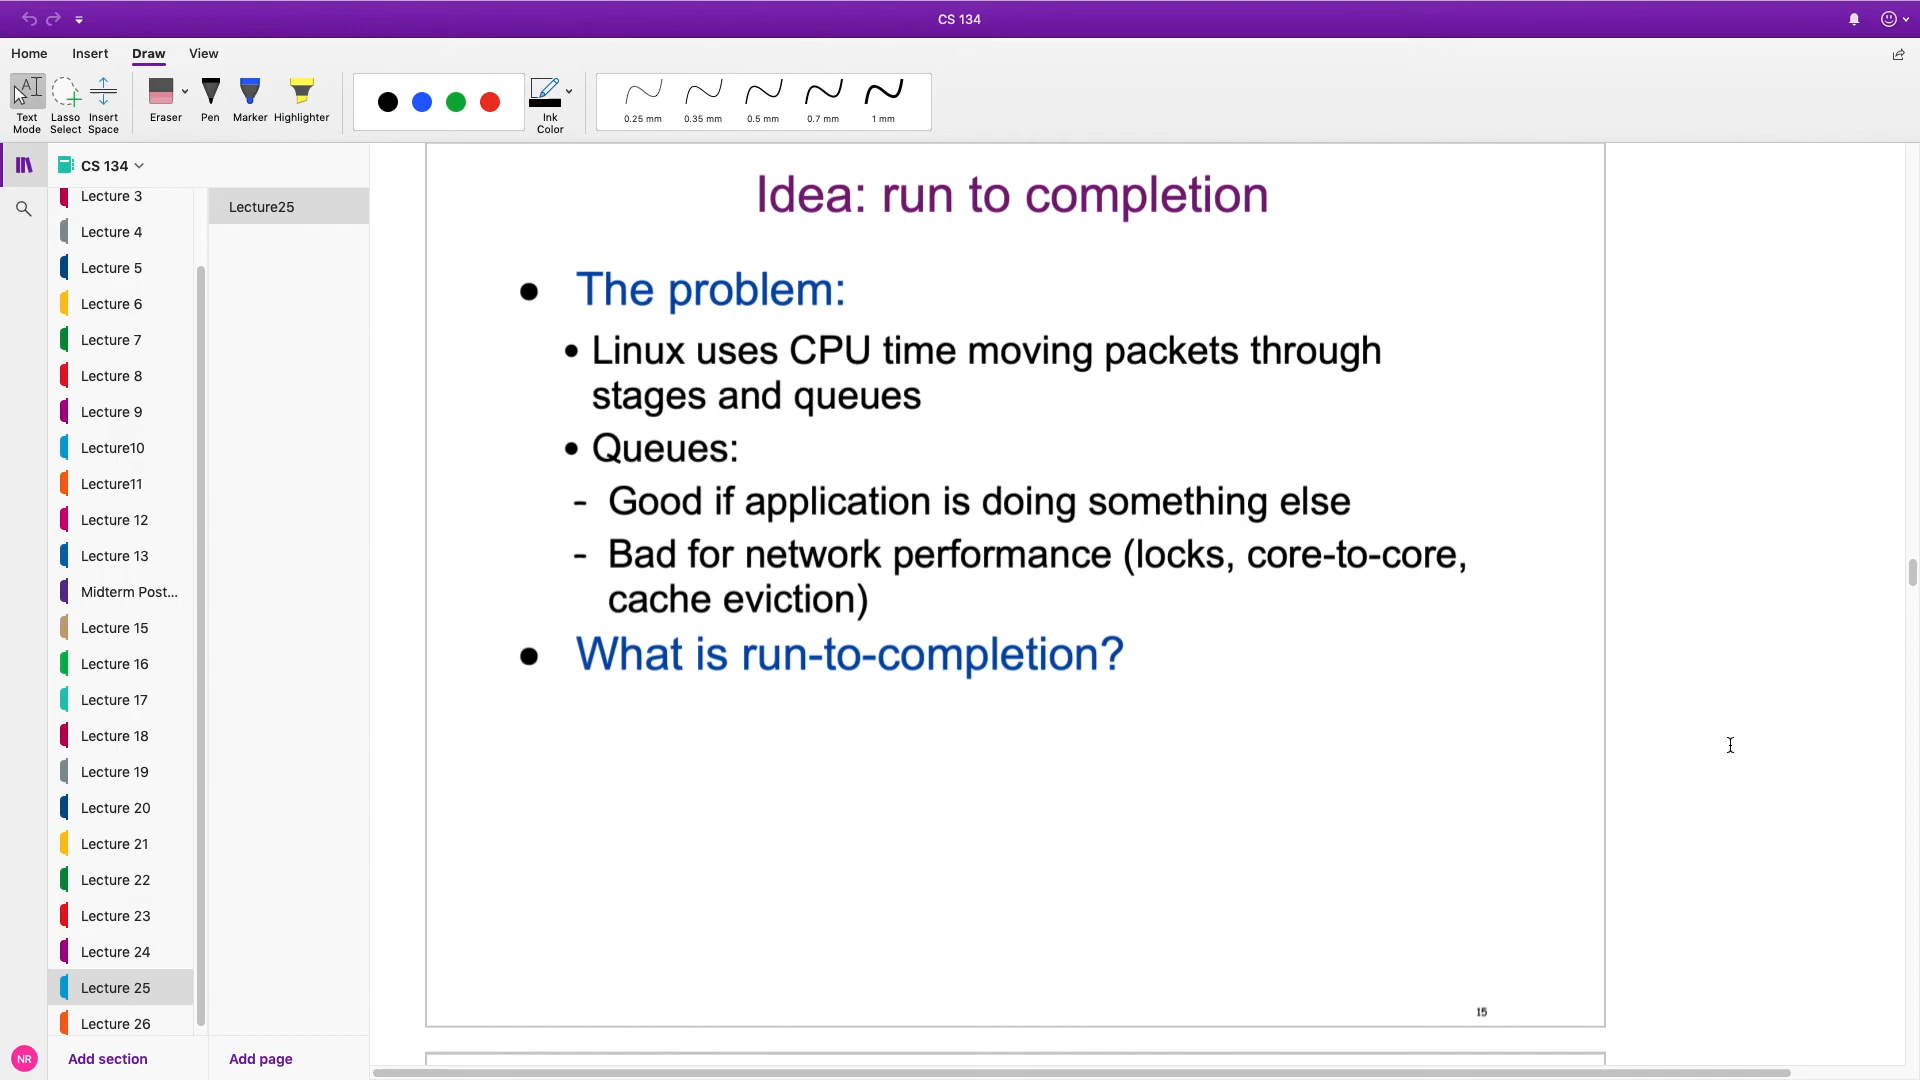 CS 134
Home Insert Draw View
Text Mode
Lasso Select
Insert Space
Eraser
Pen
Marker
Highlighter
Ink Color
0.25 mm
0.35 mm
0.5 mm
0.7 mm
1 mm
CS 134
Lecture 3
Lecture 4
Lecture 5
Lecture 6
Lecture 7
Lecture 8
Lecture 9
Lecture10
Lecture11
Lecture 12
Lecture 13
Midterm Post...
Lecture 15
Lecture 16
Lecture 17
Lecture 18
Lecture 19
Lecture 20
Lecture 21
Lecture 22
Lecture 23
Lecture 24
Lecture 25
Lecture 26
NR
Add section
Lecture25
Add page
Idea: run to completion
● The problem:
• Linux uses CPU time moving packets through
stages and queues
• Queues:
- Good if application is doing something else
- Bad for network performance (locks, core-to-core,
cache eviction)
● What is run-to-completion?
15